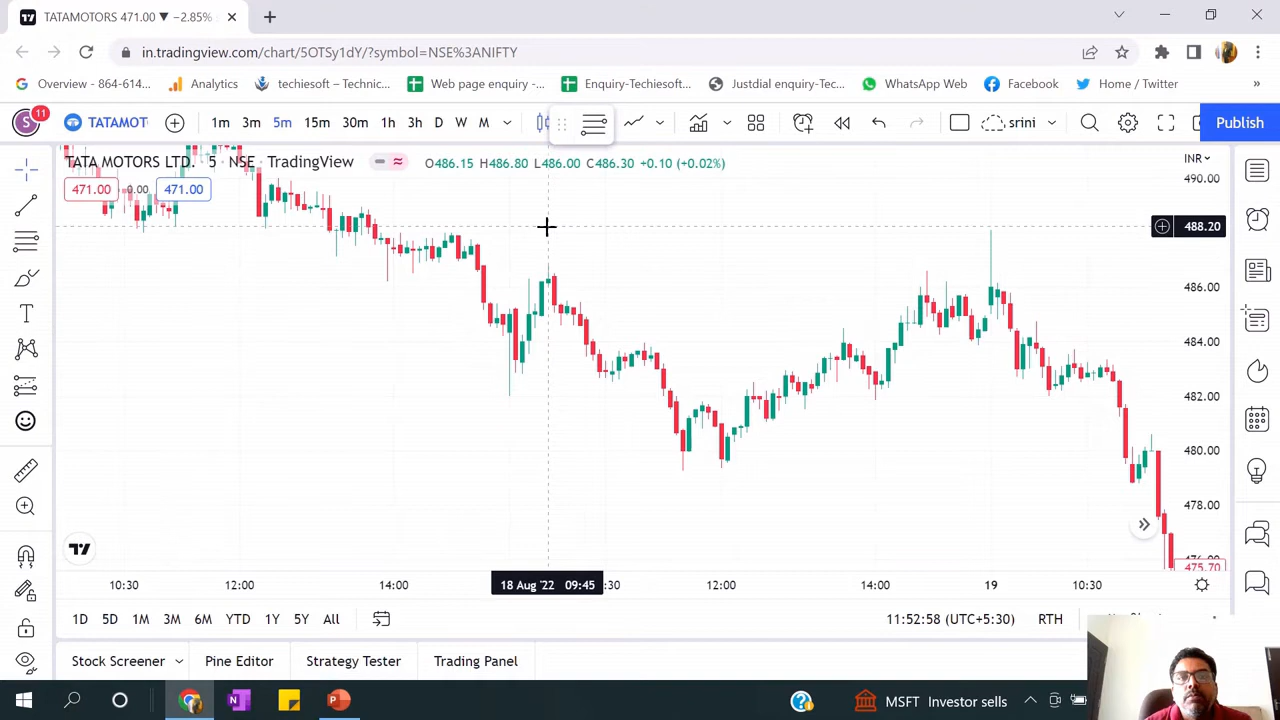 TATAMOTORS 471.00 ▼ −2.85%
in.tradingview.com/chart/5OTSy1dY/?symbol=NSE%3ANIFTY
Overview - 864-614... Analytics techiesoft – Technic... Web page enquiry -... Enquiry-Techiesoft... Justdial enquiry-Tec... WhatsApp Web Facebook Home / Twitter »
S 11 TATAMOT 1m 3m 5m 15m 30m 1h 3h D W M srini Publish
TATA MOTORS LTD. · 5 · NSE · TradingView O486.15 H486.80 L486.00 C486.30 +0.10 (+0.02%) INR
490.00
471.00 0.00 471.00
488.20
486.00
484.00
482.00
480.00
478.00
475.70
10:30 12:00 14:00 18 Aug '22 09:45 :30 12:00 14:00 19 10:30
1D 5D 1M 3M 6M YTD 1Y 5Y All 11:52:58 (UTC+5:30) RTH
Stock Screener Pine Editor Strategy Tester Trading Panel
MSFT Investor sells